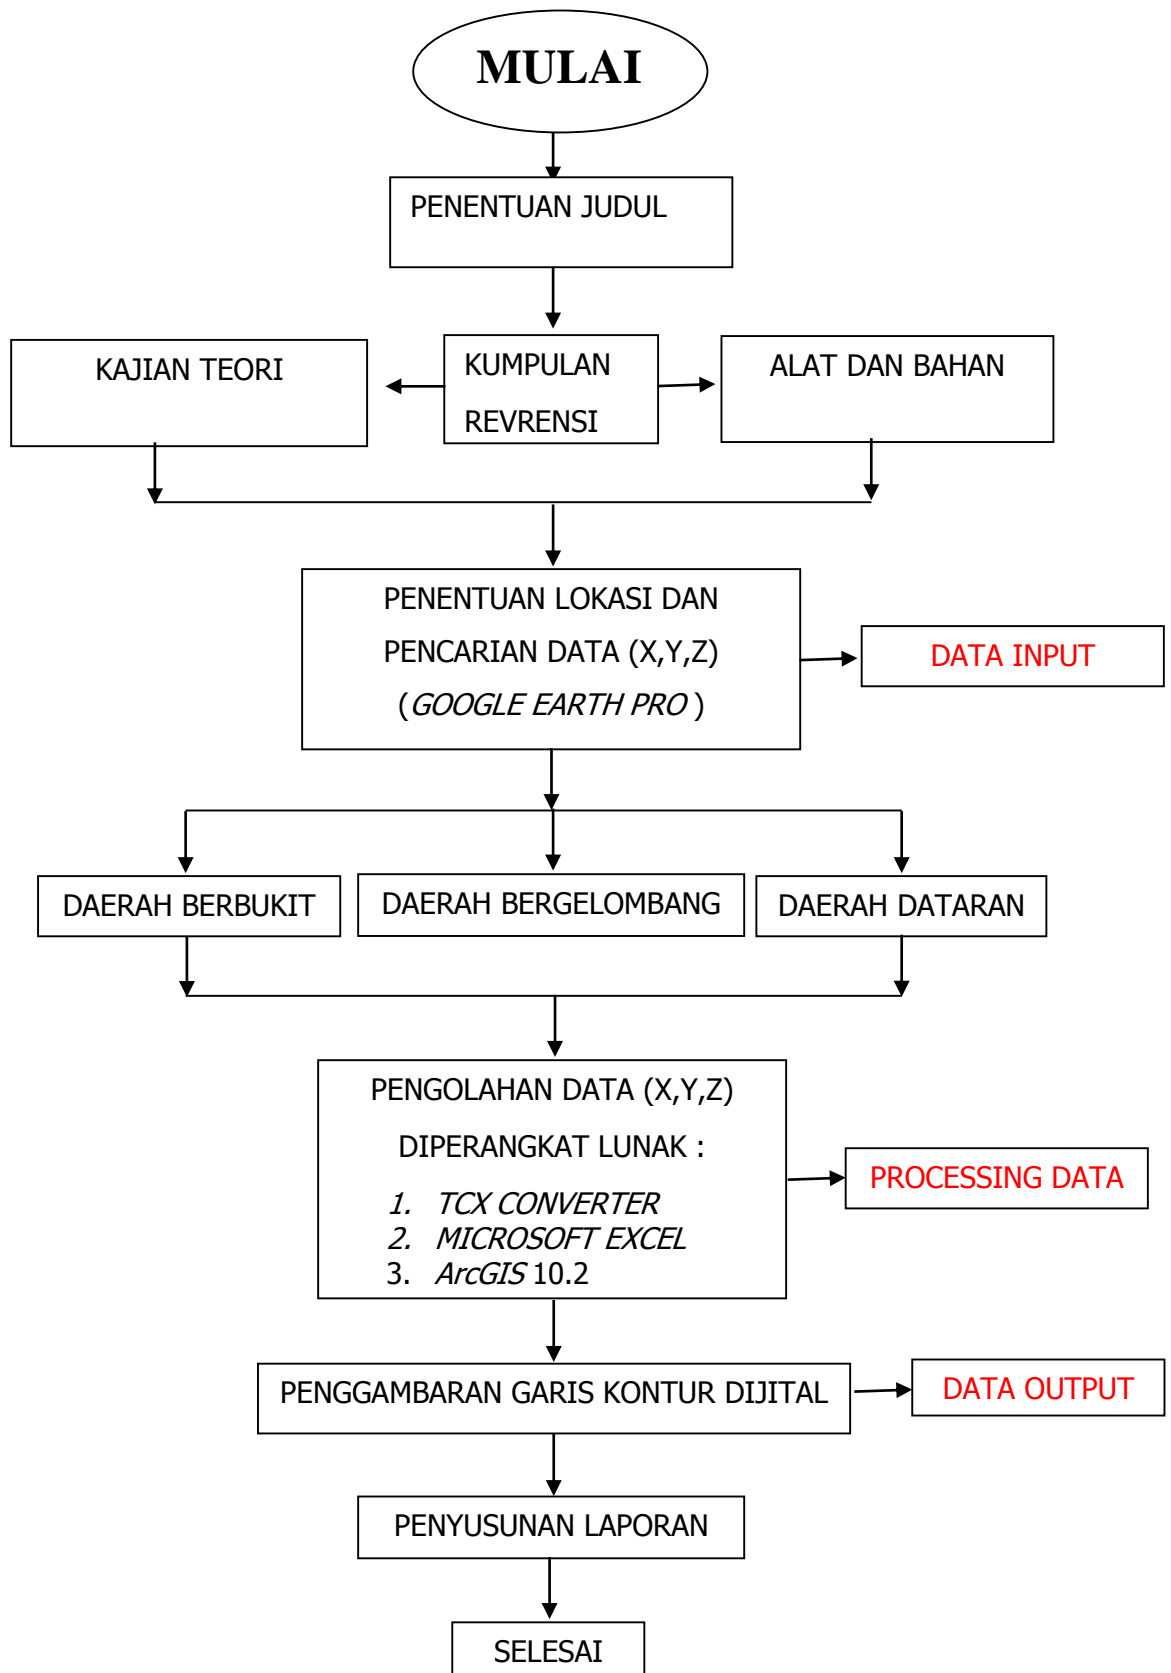 MULAI
PENENTUAN JUDUL
KAJIAN TEORI
KUMPULAN
REVRENSI
ALAT DAN BAHAN
PENENTUAN LOKASI DAN
PENCARIAN DATA (X,Y,Z)
(GOOGLE EARTH PRO )
DATA INPUT
DAERAH BERBUKIT
DAERAH BERGELOMBANG
DAERAH DATARAN
PENGOLAHAN DATA (X,Y,Z)
DIPERANGKAT LUNAK :
1. TCX CONVERTER
2. MICROSOFT EXCEL
3. ArcGIS 10.2
PROCESSING DATA
PENGGAMBARAN GARIS KONTUR DIJITAL
DATA OUTPUT
PENYUSUNAN LAPORAN
SELESAI